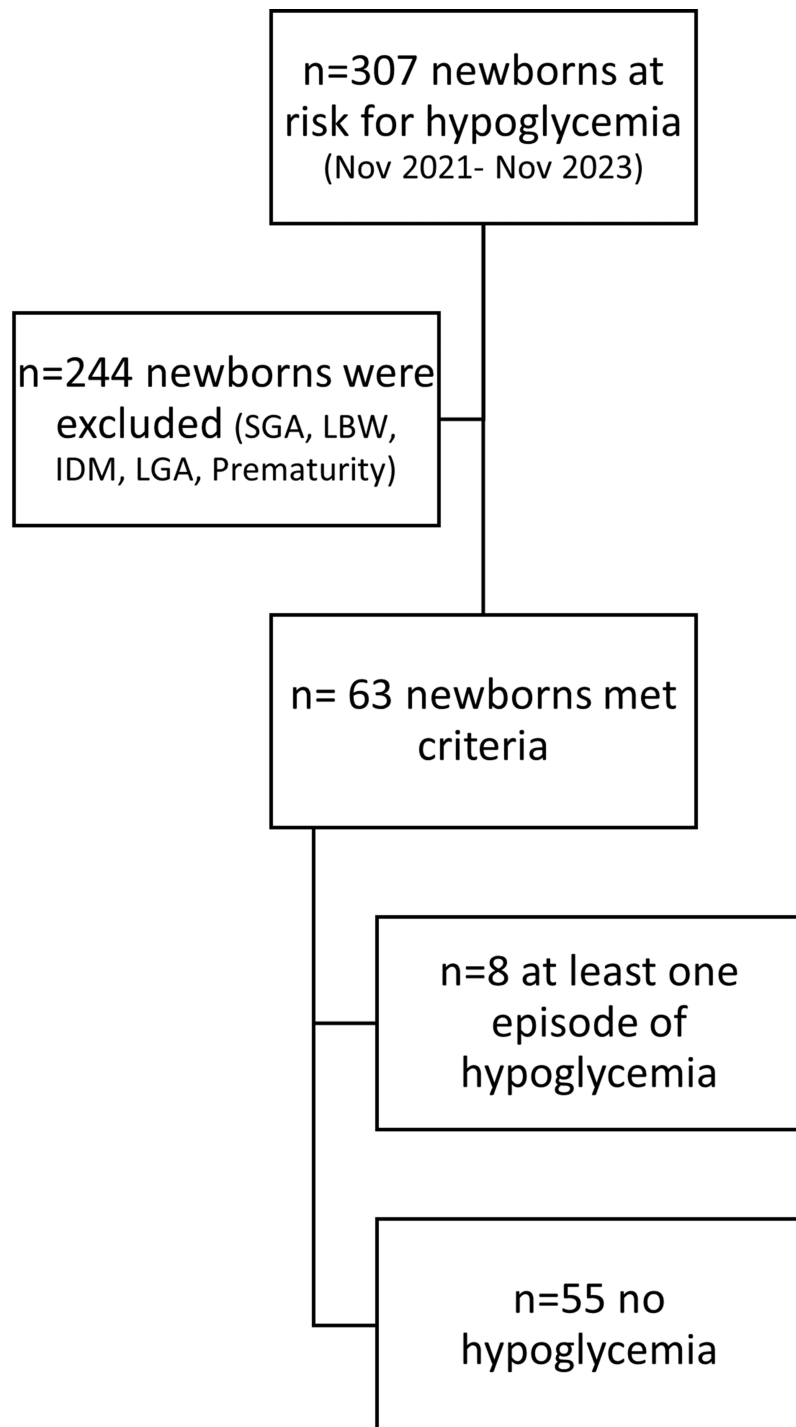 n=307 newborns at
risk for hypoglycemia
(Nov 2021- Nov 2023)
n=244 newborns were
excluded (SGA, LBW,
IDM, LGA, Prematurity)
n= 63 newborns met
criteria
n=8 at least one
episode of
hypoglycemia
n=55 no
hypoglycemia